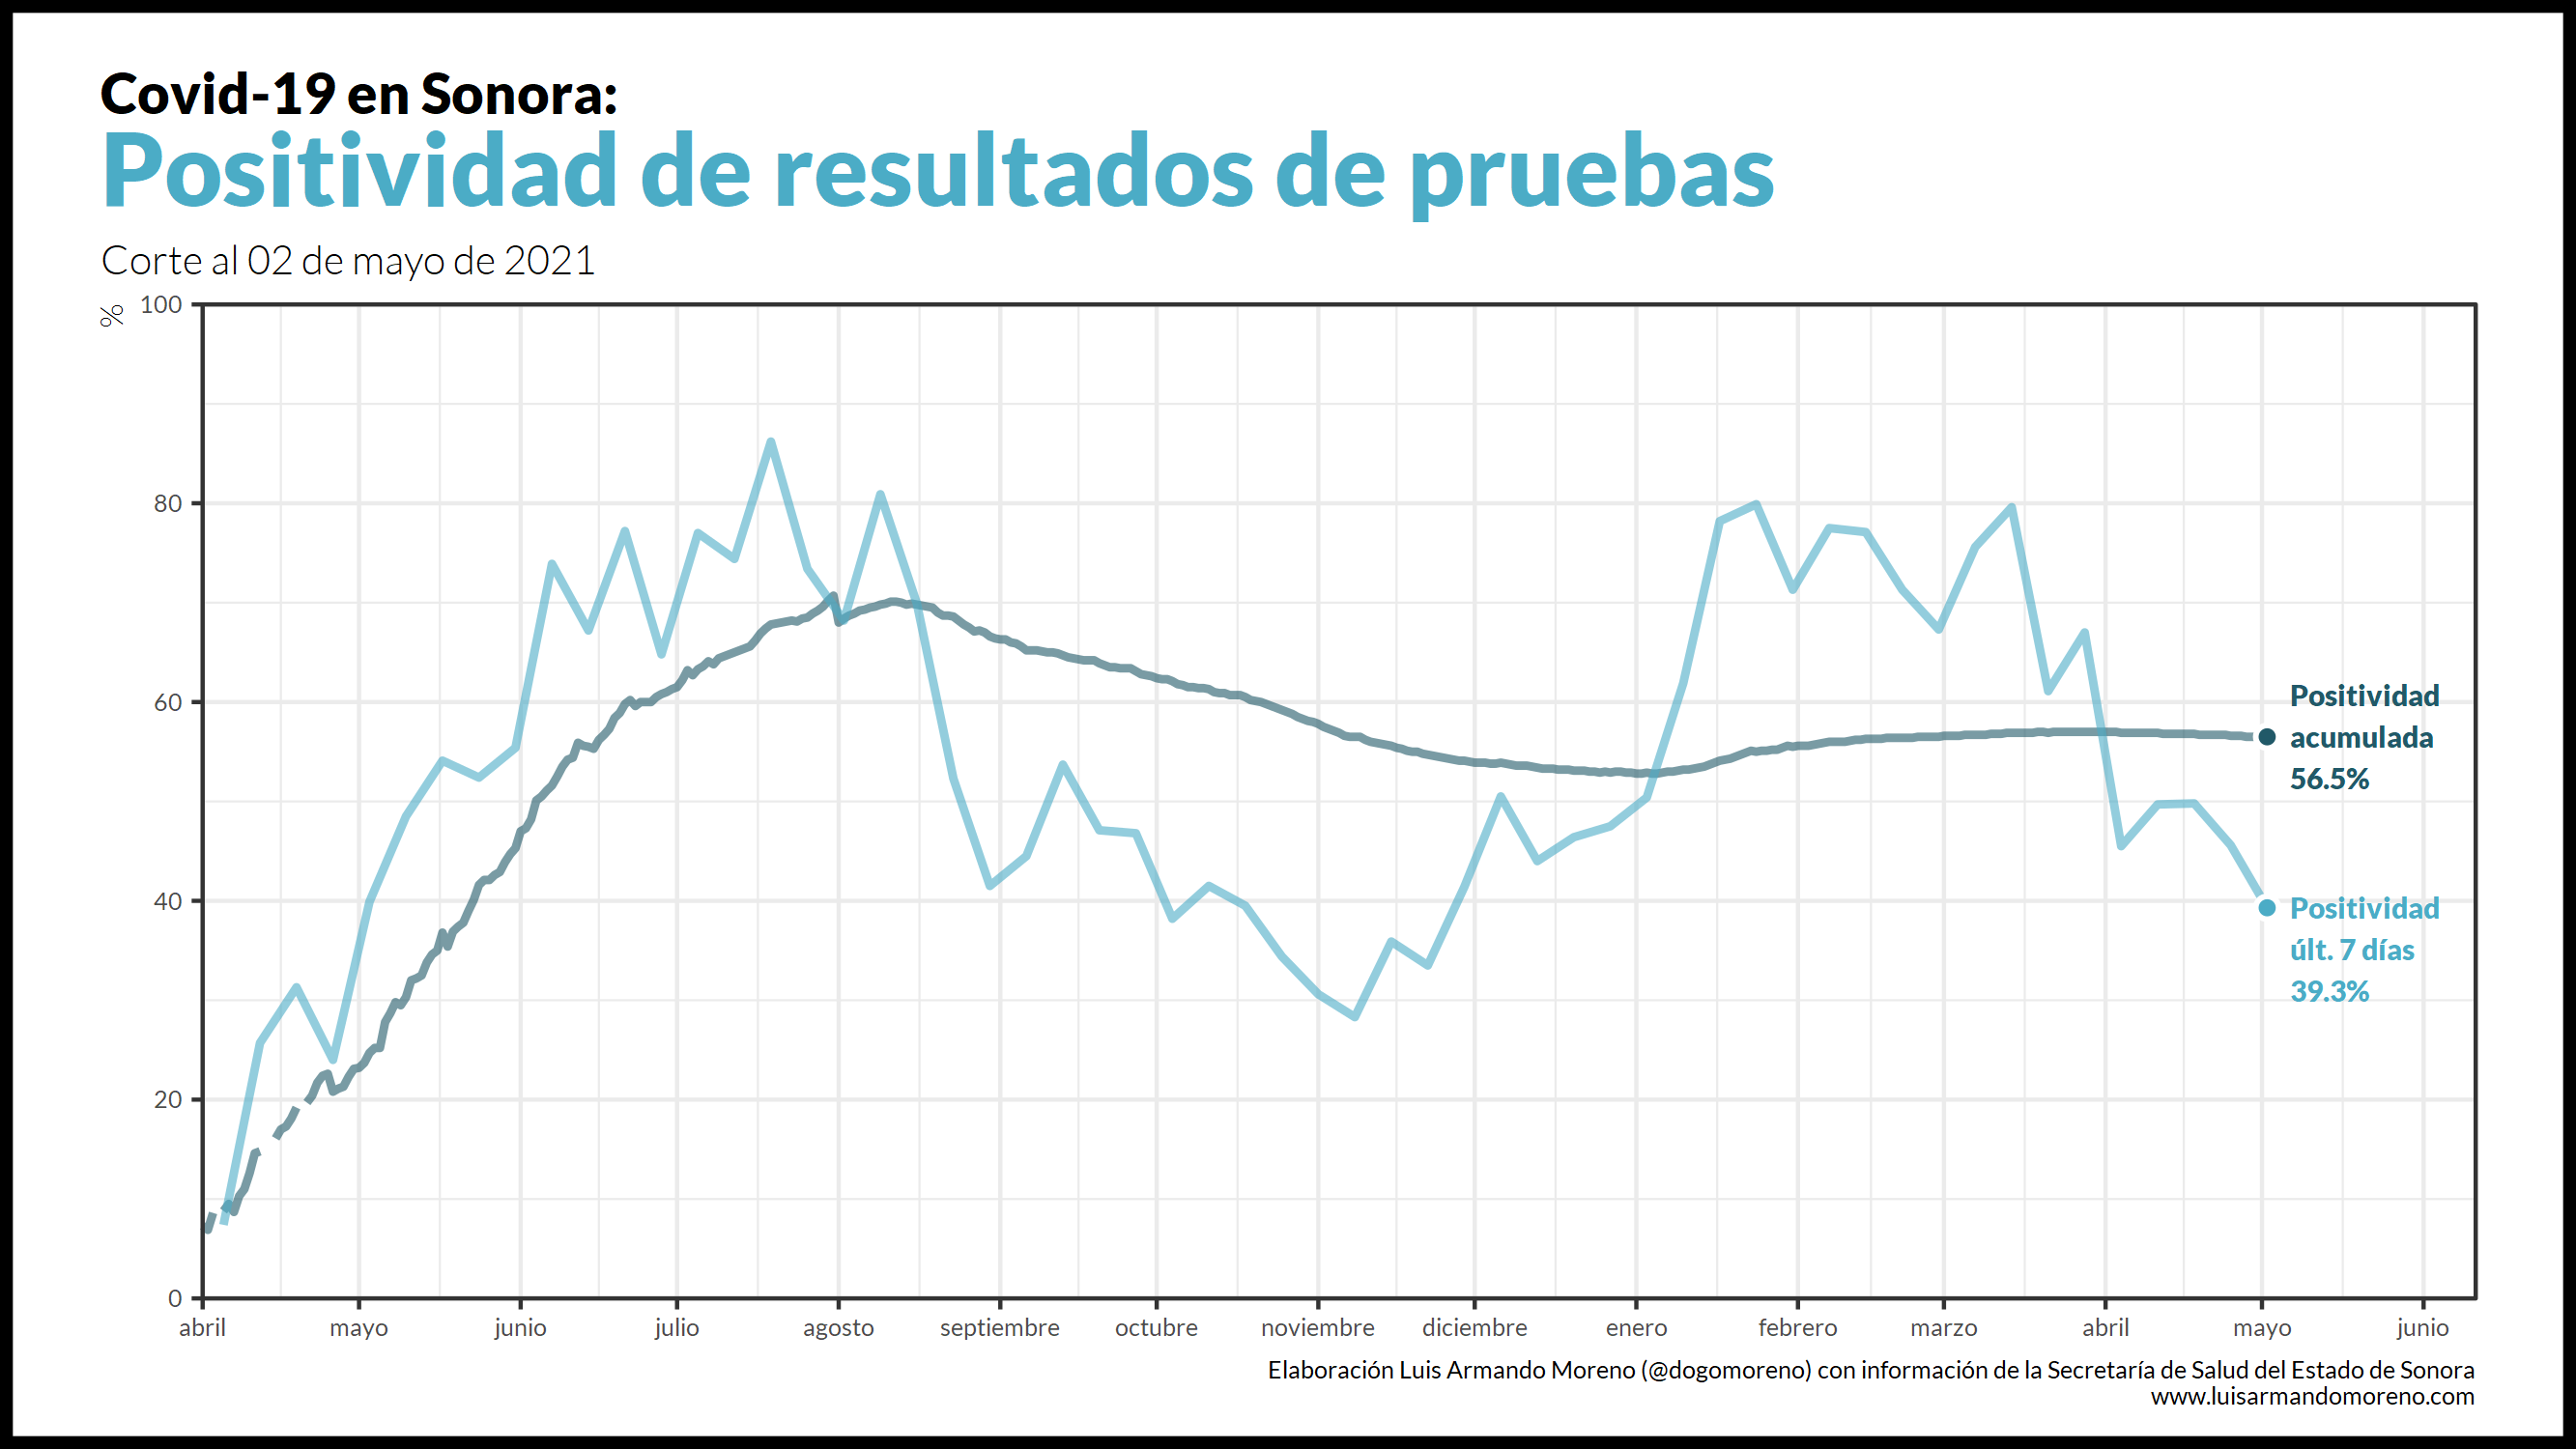 Covid-19 en Sonora:
Positividad de resultados de pruebas
Corte al 02 de mayo de 2021
%
100
80
60
40
20
0
Positividad
acumulada
56.5%
Positividad
últ. 7 días
39.3%
abril mayo junio julio agosto septiembre octubre noviembre diciembre enero febrero marzo abril mayo junio
Elaboración Luis Armando Moreno (@dogomoreno) con información de la Secretaría de Salud del Estado de Sonora
www.luisarmandomoreno.com